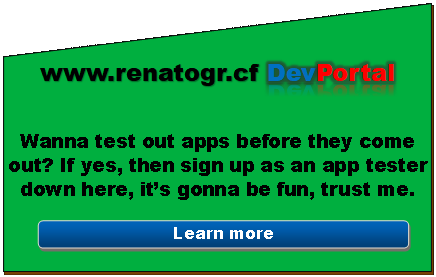 www.renatogr.cf DevPortal
Wanna test out apps before they come
out? If yes, then sign up as an app tester
down here, it’s gonna be fun, trust me.
Learn more